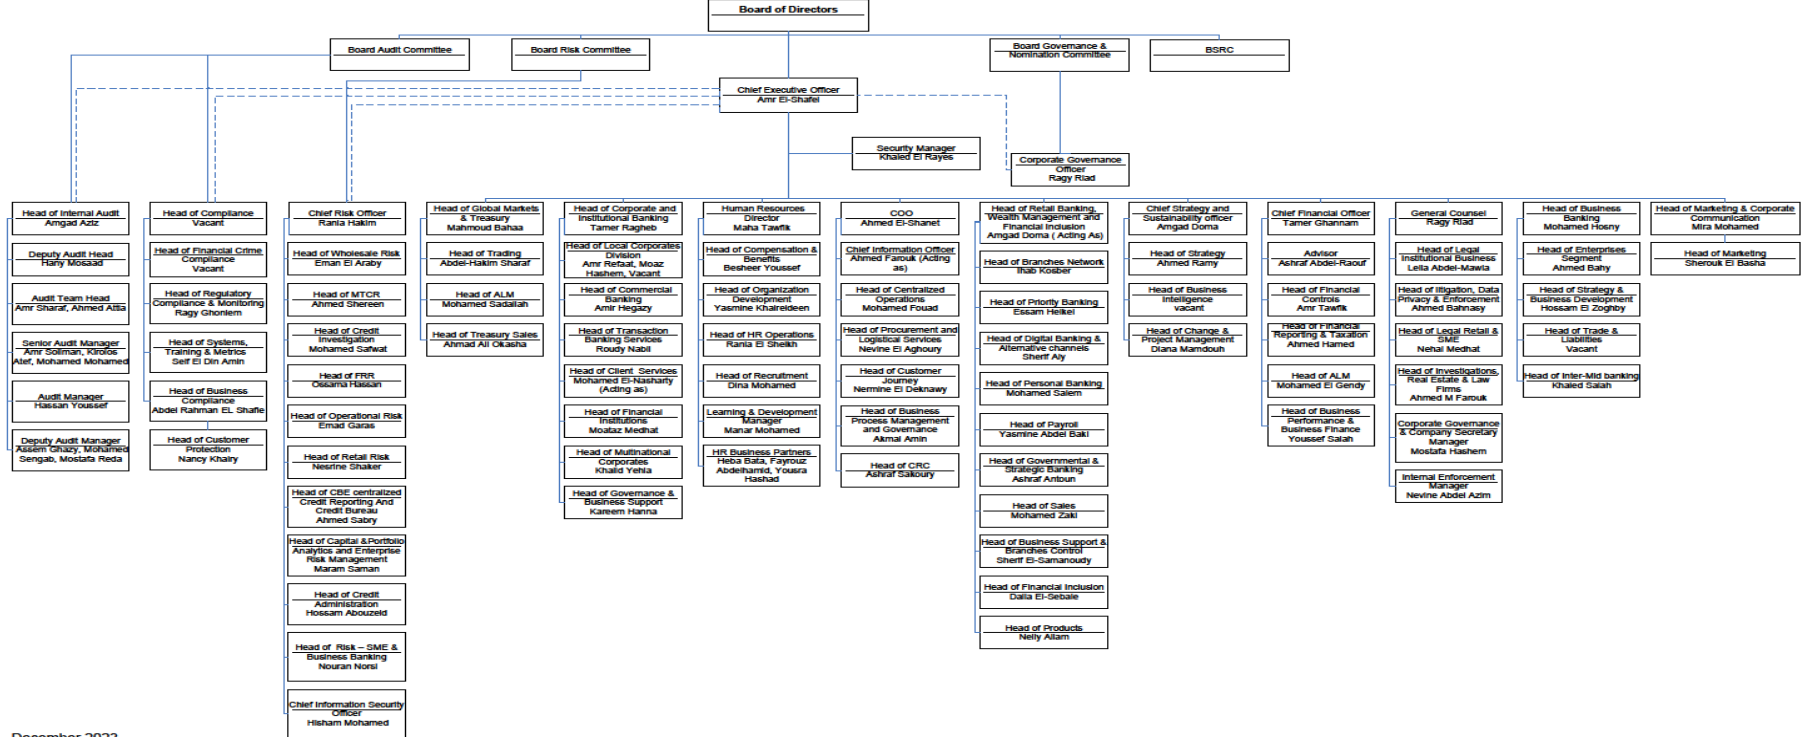 Board of Directors
Board Audit Committee
Board Risk Committee
Board Governance &
Nomination Committee
BSRC
Chief Executive Officer
Amr El-Shafei
Security Manager
Khaled El Rayes
Corporate Governance
Officer
Ragy Riad
Head of Internal Audit
Amgad Aziz
Deputy Audit Head
Hany Mosaad
Audit Team Head
Amr Sharaf, Ahmed Attia
Senior Audit Manager
Amr Soliman, Kirolos
Atef, Mohamed Mohamed
Audit Manager
Hassan Youssef
Deputy Audit Manager
Assem Ghazy, Mohamed
Sengab, Mostafa Reda
Head of Compliance
Vacant
Head of Financial Crime
Compliance
Vacant
Head of Regulatory
Compliance & Monitoring
Ragy Ghoniem
Head of Systems,
Training & Metrics
Seif El Din Amin
Head of Business
Compliance
Abdel Rahman EL Shafie
Head of Customer
Protection
Nancy Khairy
Chief Risk Officer
Rania Hakim
Head of Wholesale Risk
Eman El Araby
Head of MTCR
Ahmed Shereen
Head of Credit
Investigation
Mohamed Safwat
Head of FRR
Ossama Hassan
Head of Operational Risk
Emad Garas
Head of Retail Risk
Nesrine Shaker
Head of CBE centralized
Credit Reporting And
Credit Bureau
Ahmed Sabry
Head of Capital &Portfolio
Analytics and Enterprise
Risk Management
Maram Saman
Head of Credit
Administration
Hossam Abouzeid
Head of Risk – SME &
Business Banking
Nouran Norsi
Chief Information Security
Officer
Hisham Mohamed
Head of Global Markets
& Treasury
Mahmoud Bahaa
Head of Trading
Abdel-Hakim Sharaf
Head of ALM
Mohamed Sadallah
Head of Treasury Sales
Ahmad Ali Okasha
Head of Corporate and
Institutional Banking
Tamer Ragheb
Head of Local Corporates
Division
Amr Refaat, Moaz
Hashem, Vacant
Head of Commercial
Banking
Amir Hegazy
Head of Transaction
Banking Services
Roudy Nabil
Head of Client Services
Mohamed El-Nasharty
(Acting as)
Head of Financial
Institutions
Moataz Medhat
Head of Multinational
Corporates
Khalid Yehia
Head of Governance &
Business Support
Kareem Hanna
Human Resources
Director
Maha Tawfik
Head of Compensation &
Benefits
Besheer Youssef
Head of Organization
Development
Yasmine Khaireldeen
Head of HR Operations
Rania El Sheikh
Head of Recruitment
Dina Mohamed
Learning & Development
Manager
Manar Mohamed
HR Business Partners
Heba Bata, Fayrouz
Abdelhamid, Yousra
Hashad
COO
Ahmed El-Shanet
Chief Information Officer
Ahmed Farouk (Acting
as)
Head of Centralized
Operations
Mohamed Fouad
Head of Procurement and
Logistical Services
Nevine El Aghoury
Head of Customer
Journey
Nermine El Deknawy
Head of Business
Process Management
and Governance
Akmal Amin
Head of CRC
Ashraf Sakoury
Head of Retail Banking,
Wealth Management and
Financial Inclusion
Amgad Doma ( Acting As)
Head of Branches Network
Ihab Kosber
Head of Priority Banking
Essam Heikel
Head of Digital Banking &
Alternative channels
Sherif Aly
Head of Personal Banking
Mohamed Salem
Head of Payroll
Yasmine Abdel Baki
Head of Governmental &
Strategic Banking
Ashraf Antoun
Head of Sales
Mohamed Zaki
Head of Business Support &
Branches Control
Sherif El-Samanoudy
Head of Financial Inclusion
Dalia El-Sebaie
Head of Products
Nelly Allam
Chief Strategy and
Sustainability officer
Amgad Doma
Head of Strategy
Ahmed Ramy
Head of Business
Intelligence
vacant
Head of Change &
Project Management
Diana Mamdouh
Chief Financial Officer
Tamer Ghannam
Advisor
Ashraf Abdel-Raouf
Head of Financial
Controls
Amr Tawfik
Head of Financial
Reporting & Taxation
Ahmed Hamed
Head of ALM
Mohamed El Gendy
Head of Business
Performance &
Business Finance
Youssef Salah
General Counsel
Ragy Riad
Head of Legal
Institutional Business
Leila Abdel-Mawla
Head of litigation, Data
Privacy & Enforcement
Ahmed Bahnasy
Head of Legal Retail &
SME
Nehal Medhat
Head of Investigations,
Real Estate & Law
Firms
Ahmed M Farouk
Corporate Governance
& Company Secretary
Manager
Mostafa Hashem
Internal Enforcement
Manager
Nevine Abdel Azim
Head of Business
Banking
Mohamed Hosny
Head of Enterprises
Segment
Ahmed Bahy
Head of Strategy &
Business Development
Hossam El Zoghby
Head of Trade &
Liabilities
Vacant
Head of Inter-Mid banking
Khaled Salah
Head of Marketing & Corporate
Communication
Mira Mohamed
Head of Marketing
Sherouk El Basha
December 2023